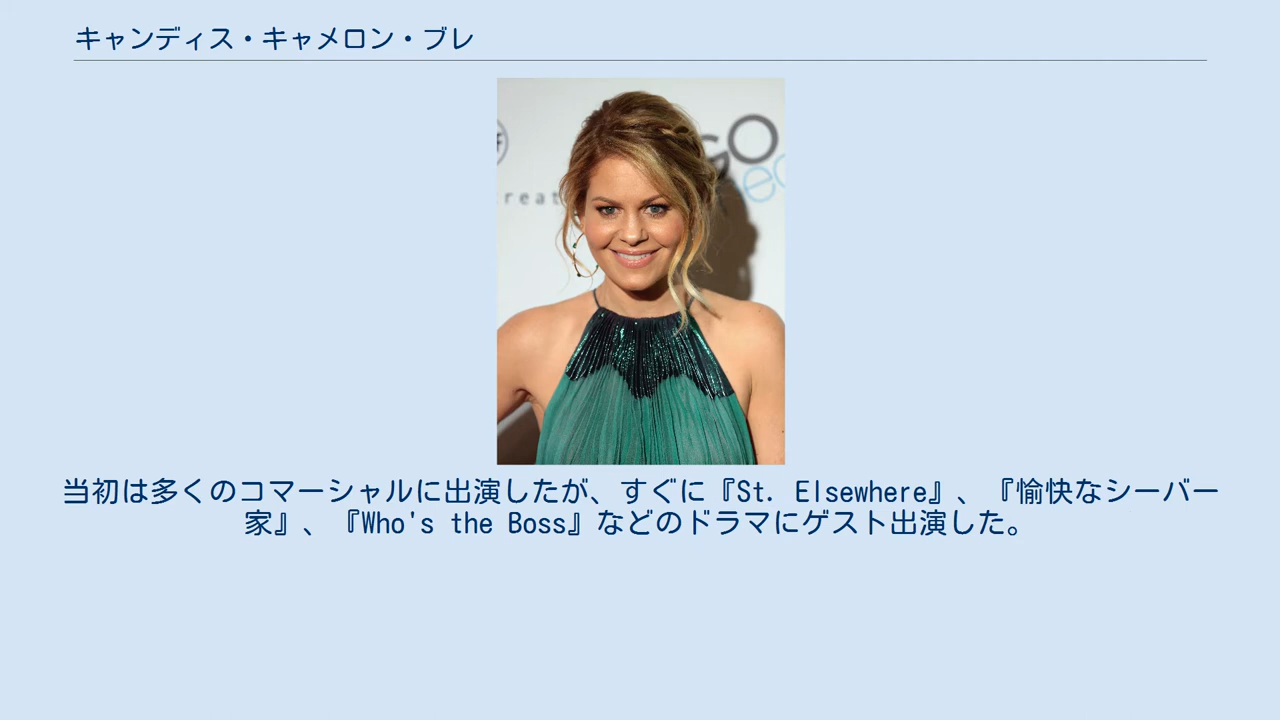 キャンディス・キャメロン・ブレ
GO
reat
当初は多くのコマーシャルに出演したが、すぐに『St. Elsewhere』、『愉快なシーバー
家』、『Who's the Boss』などのドラマにゲスト出演した。